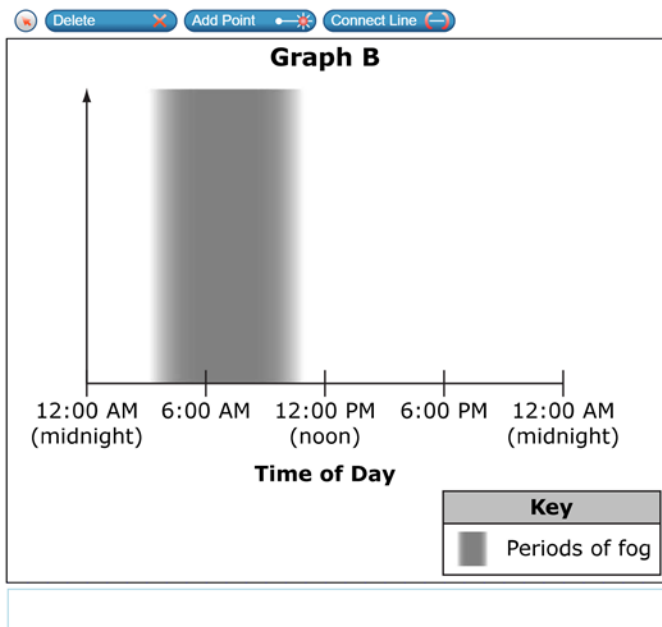 Delete
Add Point
Connect Line
Graph B
12:00 AM 6:00 AM 12:00 PM 6:00 PM 12:00 AM
(midnight) (noon) (midnight)
Time of Day
Key
Periods of fog